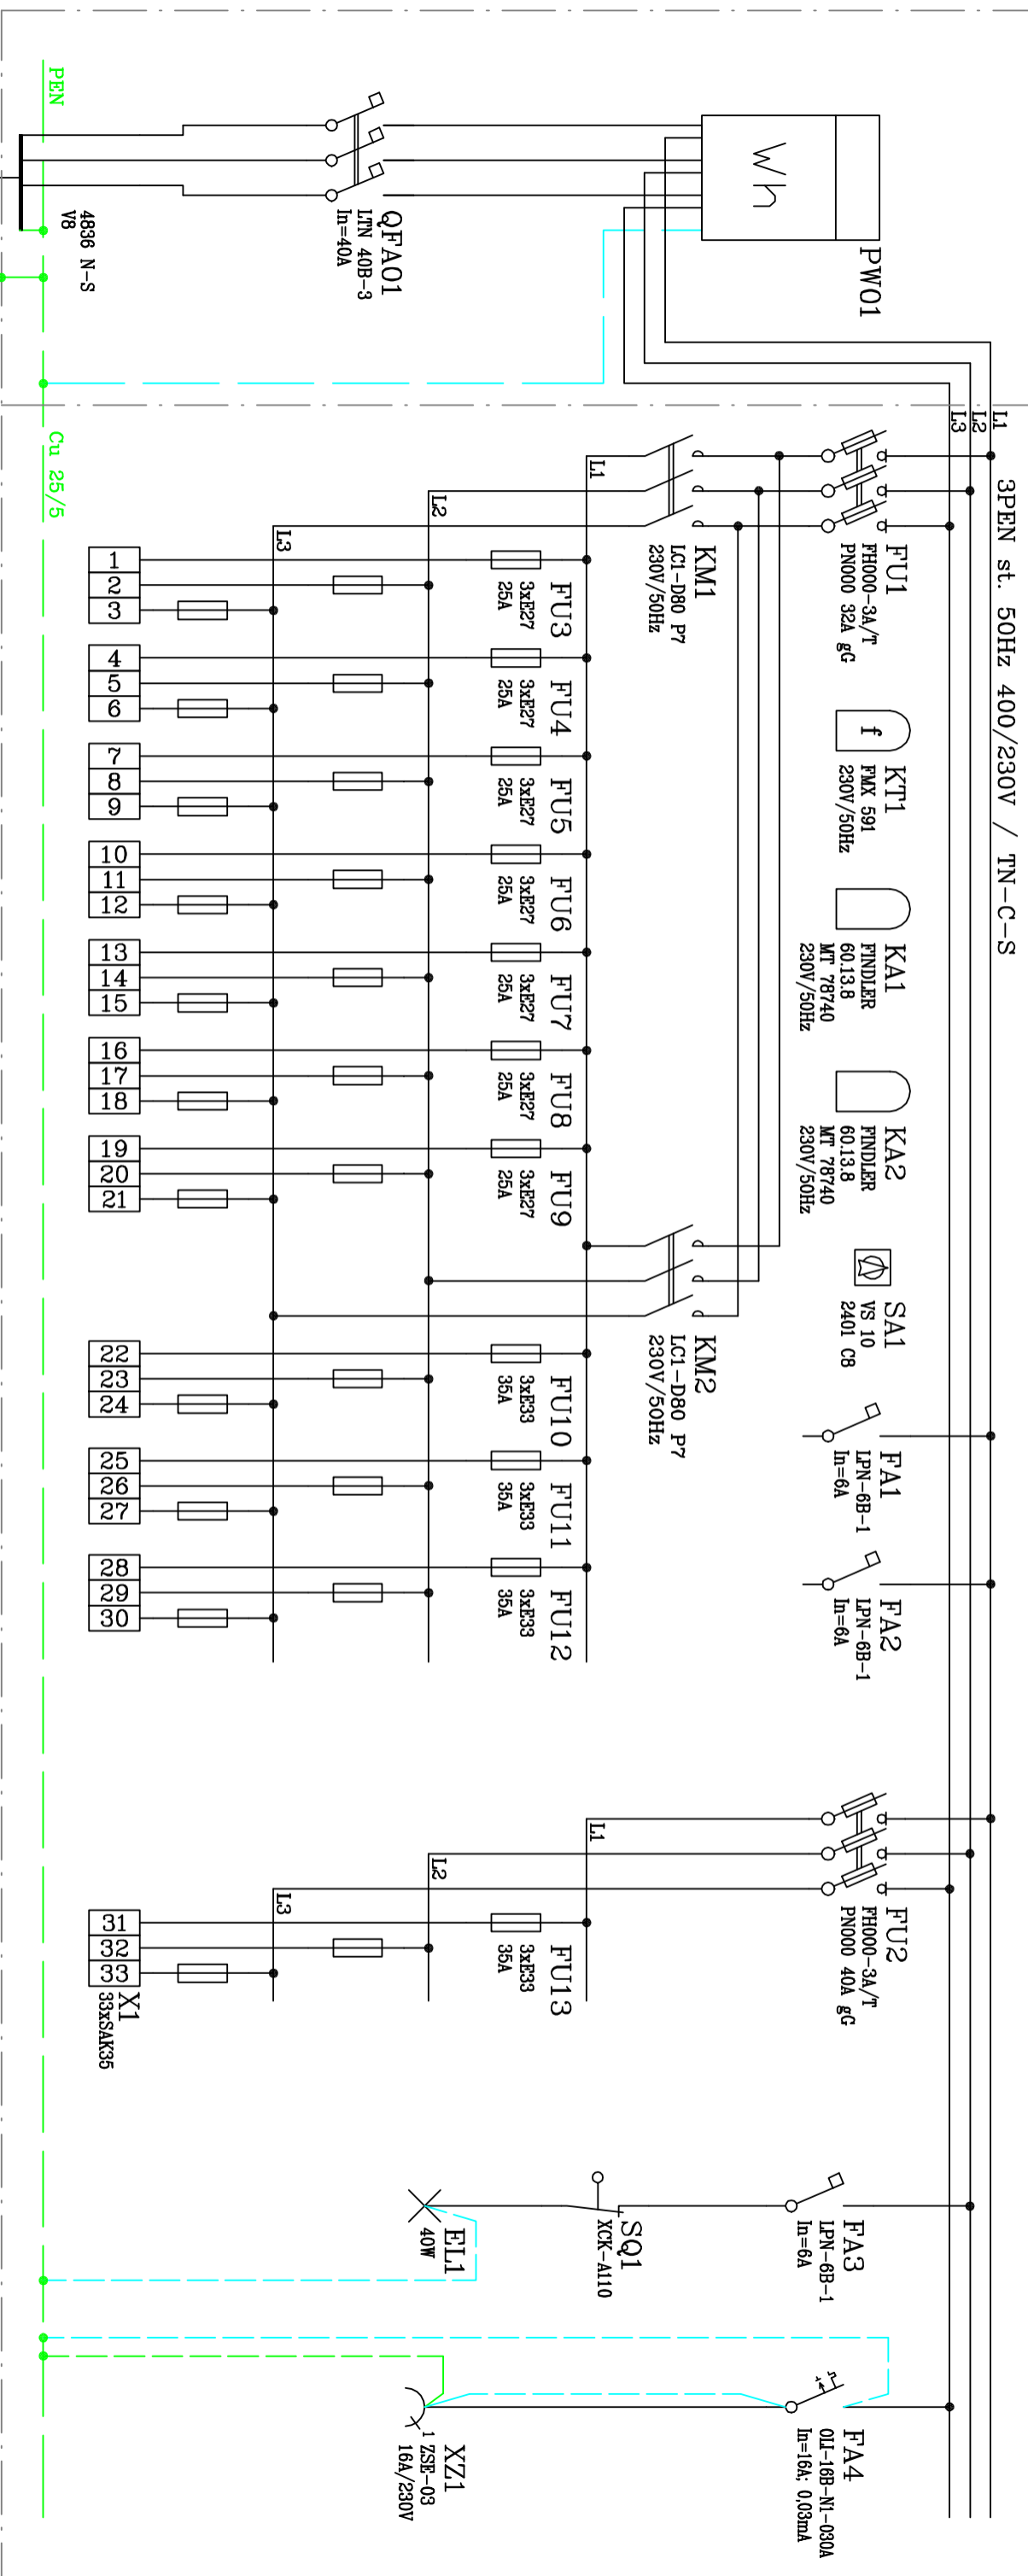 3PEN st. 50Hz 400/230V / TN-C-S
L1
L2
L3
PW01
Wh
QFA01
LTN 40B-3
In=40A
PEN
4836 N-S
V8
Cu 25/5
FU1
FH000-3A/T
PN000 32A gG
f
KT1
FMX 591
230V/50Hz
KA1
FINDLER
60.13.8
MT 78740
230V/50Hz
KA2
FINDLER
60.13.8
MT 78740
230V/50Hz
SA1
VS 10
2401 C8
FA1
LPN-6B-1
In=6A
FA2
LPN-6B-1
In=6A
FU2
FH000-3A/T
PN000 40A gG
FA3
LPN-6B-1
In=6A
FA4
OLI-16B-N1-030A
In=16A; 0,03mA
KM1
LC1-D80 P7
230V/50Hz
KM2
LC1-D80 P7
230V/50Hz
SQ1
XCK-A110
L1
L2
L3
FU3
3xE27
25A
FU4
3xE27
25A
FU5
3xE27
25A
FU6
3xE27
25A
FU7
3xE27
25A
FU8
3xE27
25A
FU9
3xE27
25A
FU10
3xE33
35A
FU11
3xE33
35A
FU12
3xE33
35A
L1
L2
L3
FU13
3xE33
35A
EL1
40W
XZ1
1 ZSE-03
16A/230V
1 2 3
4 5 6
7 8 9
10 11 12
13 14 15
16 17 18
19 20 21
22 23 24
25 26 27
28 29 30
31 32 33
X1
33xSAK35